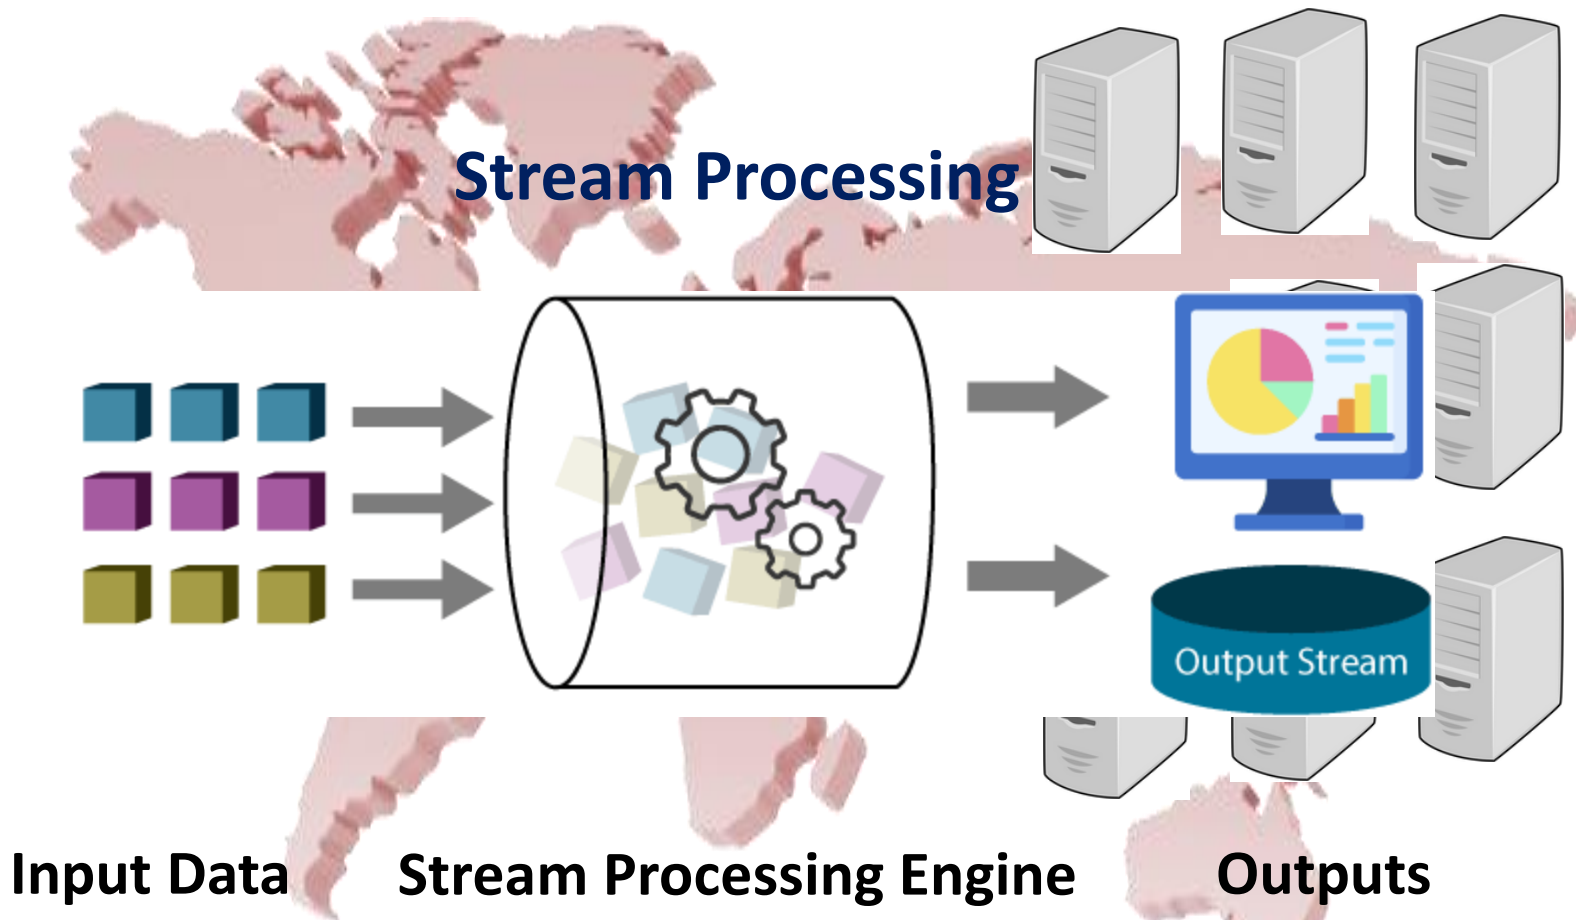 Stream Processing
Output Stream
Input Data
Stream Processing Engine
Outputs